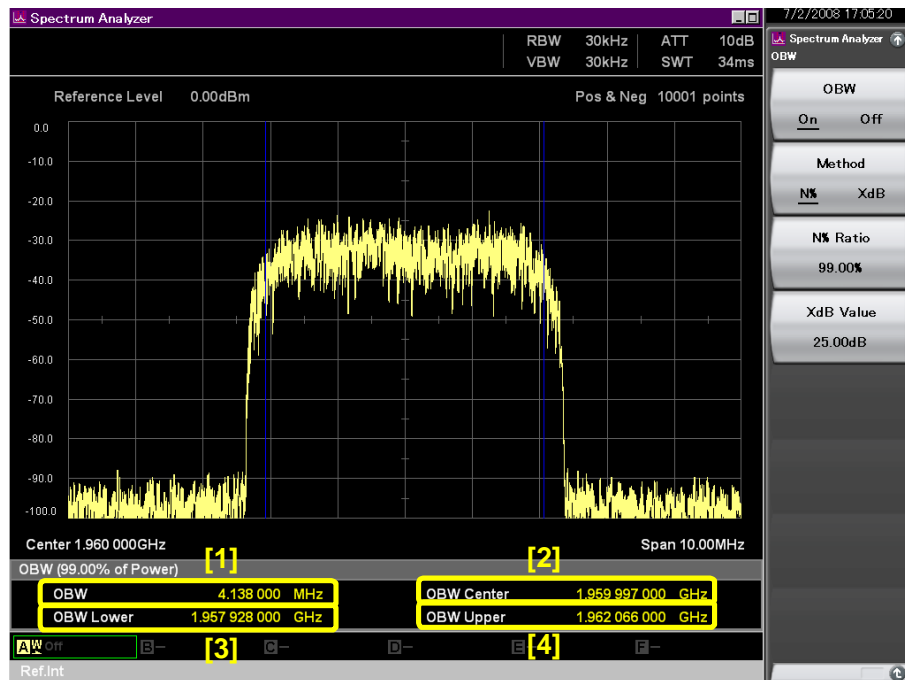 Spectrum Analyzer
7/2/2008 17:05:20
RBW 30kHz ATT 10dB
VBW 30kHz SWT 34ms
Reference Level 0.00dBm Pos & Neg 10001 points
0.0
-10.0
-20.0
-30.0
-40.0
-50.0
-60.0
-70.0
-80.0
-90.0
-100.0
Center 1.960 000GHz Span 10.00MHz
[1] [2]
OBW (99.00% of Power)
OBW 4.138 000 MHz OBW Center 1.959 997 000 GHz
OBW Lower 1.957 928 000 GHz OBW Upper 1.962 066 000 GHz
[3] [4]
A W Off B- C- D- E- F-
Ref.Int
Spectrum Analyzer
OBW
OBW
On Off
Method
N% XdB
N% Ratio
99.00%
XdB Value
25.00dB